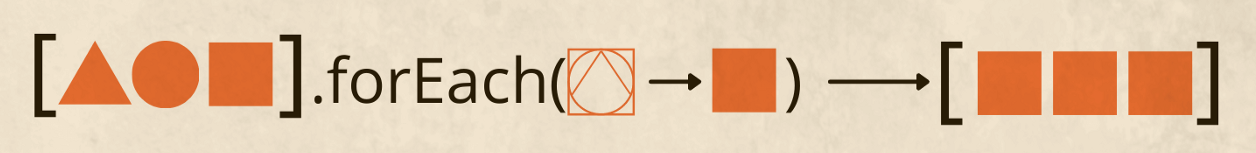 [ ].forEach( → ) → [ ]